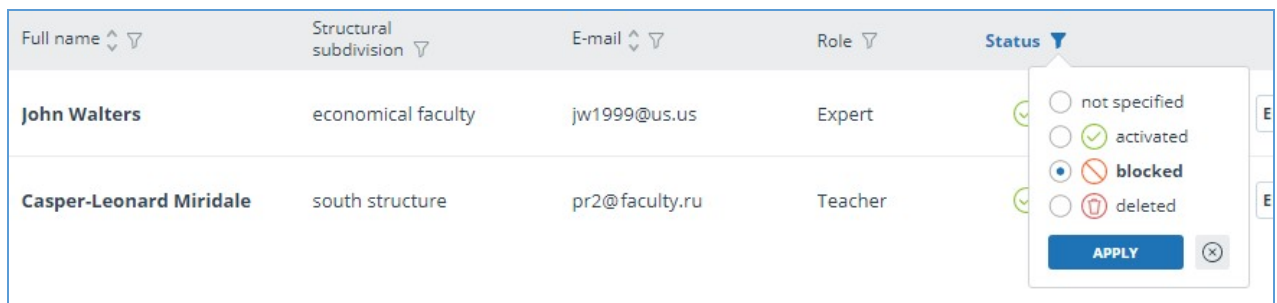 Full name
Structural
subdivision
E-mail
Role
Status
John Walters
economical faculty
jw1999@us.us
Expert
Casper-Leonard Miridale
south structure
pr2@faculty.ru
Teacher
not specified
activated
blocked
deleted
APPLY
E
E